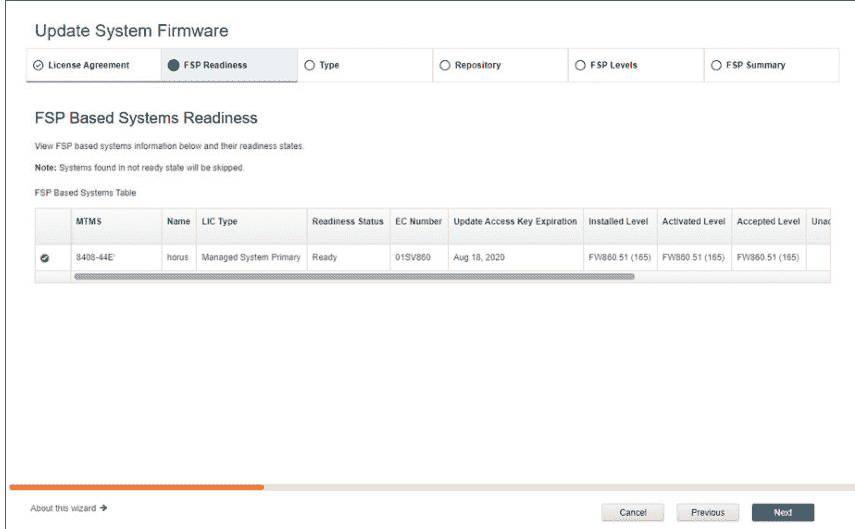 Update System Firmware
License Agreement FSP Readiness Type Repository FSP Levels FSP Summary
FSP Based Systems Readiness
View FSP based systems information below and their readiness states.
Note: Systems found in not ready state will be skipped.
FSP Based Systems Table
MTMS Name LIC Type Readiness Status EC Number Update Access Key Expiration Installed Level Activated Level Accepted Level Unac
8408-44E* horus Managed System Primary Ready 01SV860 Aug 18, 2020 FW860.51 (165) FW860.51 (165) FW860.51 (165)
About this wizard →
Cancel Previous Next